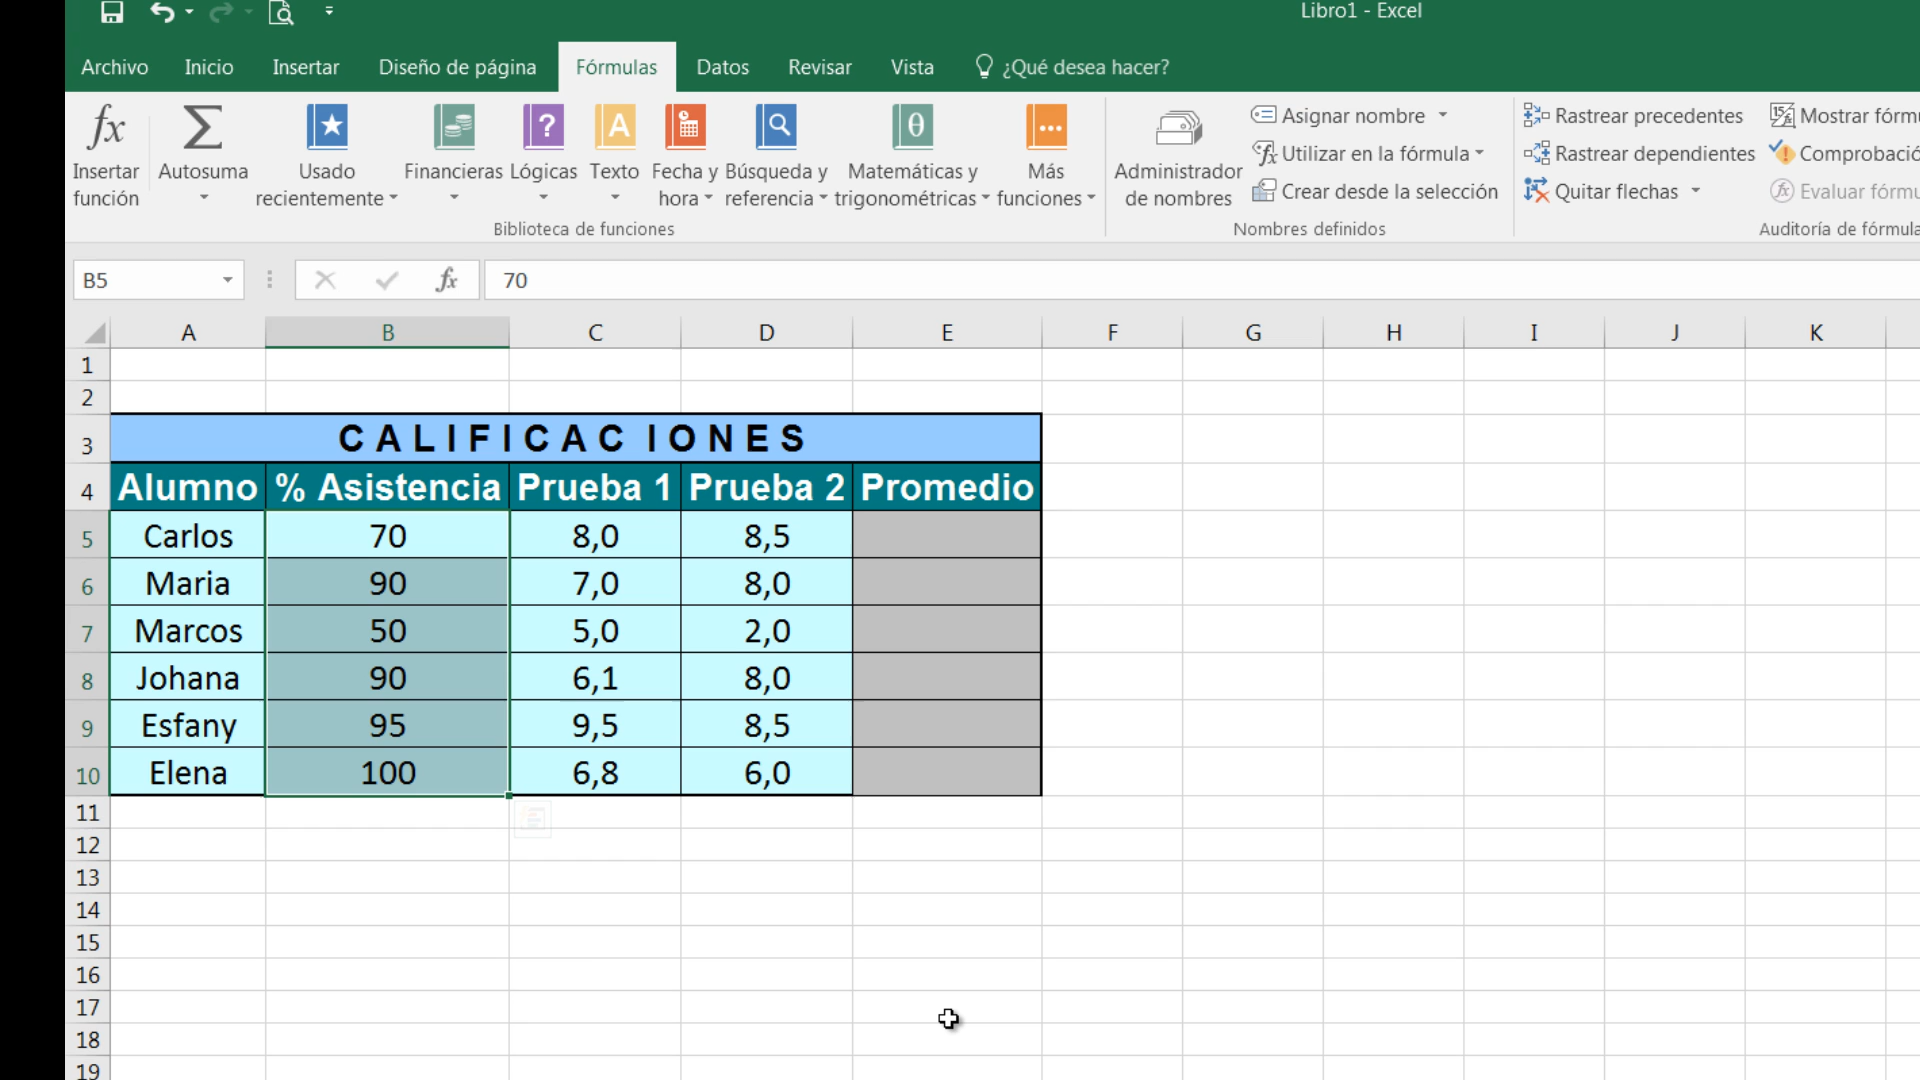 Libro1 - Excel
Archivo Inicio Insertar Diseño de página Fórmulas Datos Revisar Vista ¿Qué desea hacer?
fx Σ ? A θ
Insertar función Autosuma Usado recientemente Financieras Lógicas Texto Fecha y hora Búsqueda y referencia Matemáticas y trigonométricas Más funciones Administrador de nombres
Asignar nombre Rastrear precedentes Mostrar fórmu
Utilizar en la fórmula Rastrear dependientes Comprobació
Crear desde la selección Quitar flechas Evaluar fórmu
Biblioteca de funciones Nombres definidos Auditoría de fórmula
B5 fx 70
A B C D E F G H I J K
1
2
3 CALIFICACIONES
4 Alumno % Asistencia Prueba 1 Prueba 2 Promedio
5 Carlos 70 8,0 8,5
6 Maria 90 7,0 8,0
7 Marcos 50 5,0 2,0
8 Johana 90 6,1 8,0
9 Esfany 95 9,5 8,5
10 Elena 100 6,8 6,0
11
12
13
14
15
16
17
18
19